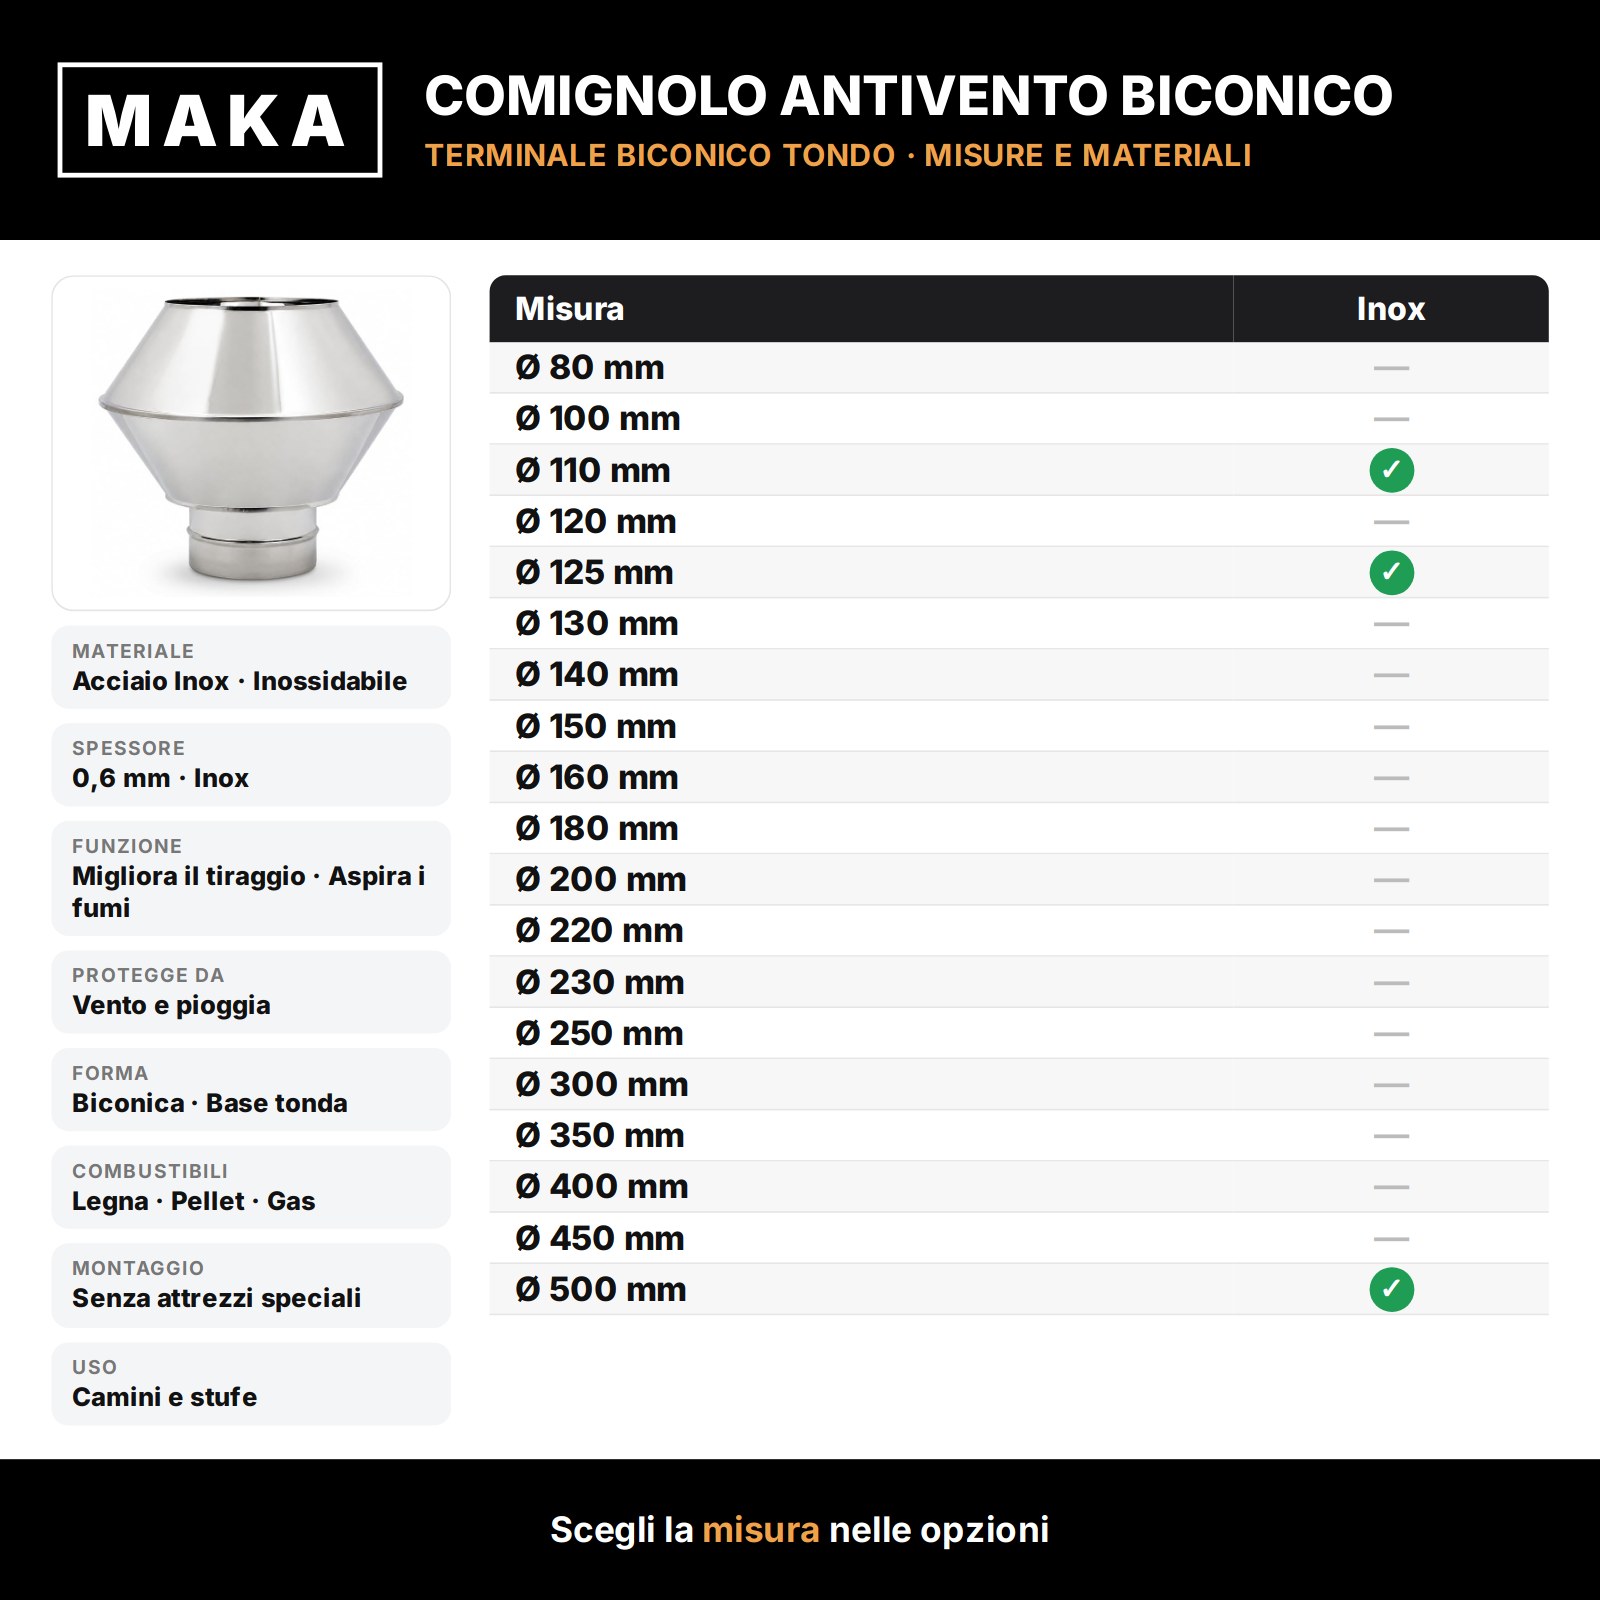 MAKA
COMIGNOLO ANTIVENTO BICONICO
TERMINALE BICONICO TONDO · MISURE E MATERIALI
MATERIALE
Acciaio Inox · Inossidabile
SPESSORE
0,6 mm · Inox
FUNZIONE
Migliora il tiraggio · Aspira i
fumi
PROTEGGE DA
Vento e pioggia
FORMA
Biconica · Base tonda
COMBUSTIBILI
Legna · Pellet · Gas
MONTAGGIO
Senza attrezzi speciali
USO
Camini e stufe
Misura Inox
Ø 80 mm —
Ø 100 mm —
Ø 110 mm ✓
Ø 120 mm —
Ø 125 mm ✓
Ø 130 mm —
Ø 140 mm —
Ø 150 mm —
Ø 160 mm —
Ø 180 mm —
Ø 200 mm —
Ø 220 mm —
Ø 230 mm —
Ø 250 mm —
Ø 300 mm —
Ø 350 mm —
Ø 400 mm —
Ø 450 mm —
Ø 500 mm ✓
Scegli la misura nelle opzioni